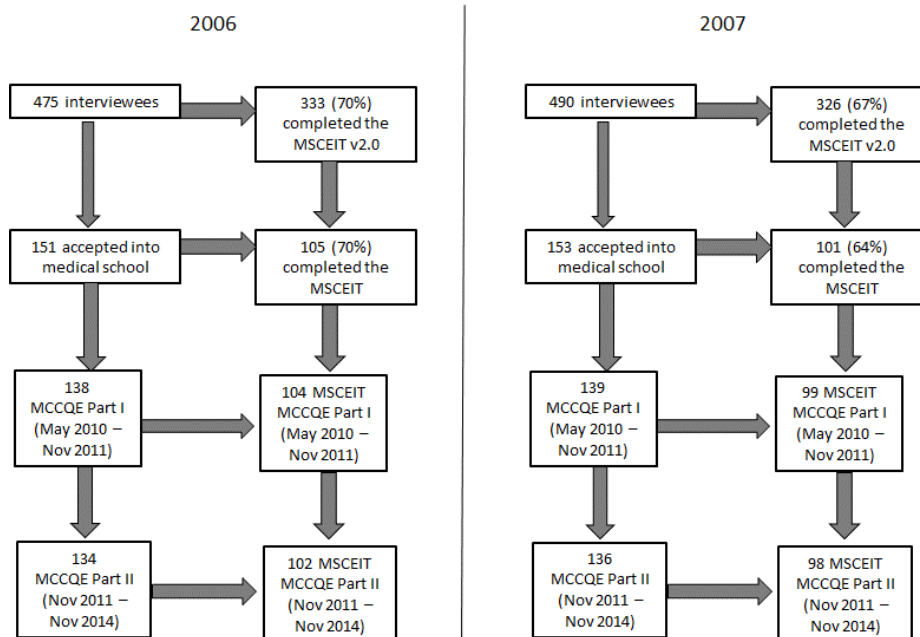 2006
475 interviewees
333 (70%)
completed the
MSCEIT v2.0
151 accepted into
medical school
105 (70%)
completed the
MSCEIT
138
MCCQE Part I
(May 2010 –
Nov 2011)
104 MSCEIT
MCCQE Part I
(May 2010 –
Nov 2011)
134
MCCQE Part II
(Nov 2011 –
Nov 2014)
102 MSCEIT
MCCQE Part II
(Nov 2011 –
Nov 2014)
2007
490 interviewees
326 (67%)
completed the
MSCEIT v2.0
153 accepted into
medical school
101 (64%)
completed the
MSCEIT
139
MCCQE Part I
(May 2010 –
Nov 2011)
99 MSCEIT
MCCQE Part I
(May 2010 –
Nov 2011)
136
MCCQE Part II
(Nov 2011 –
Nov 2014)
98 MSCEIT
MCCQE Part II
(Nov 2011 –
Nov 2014)